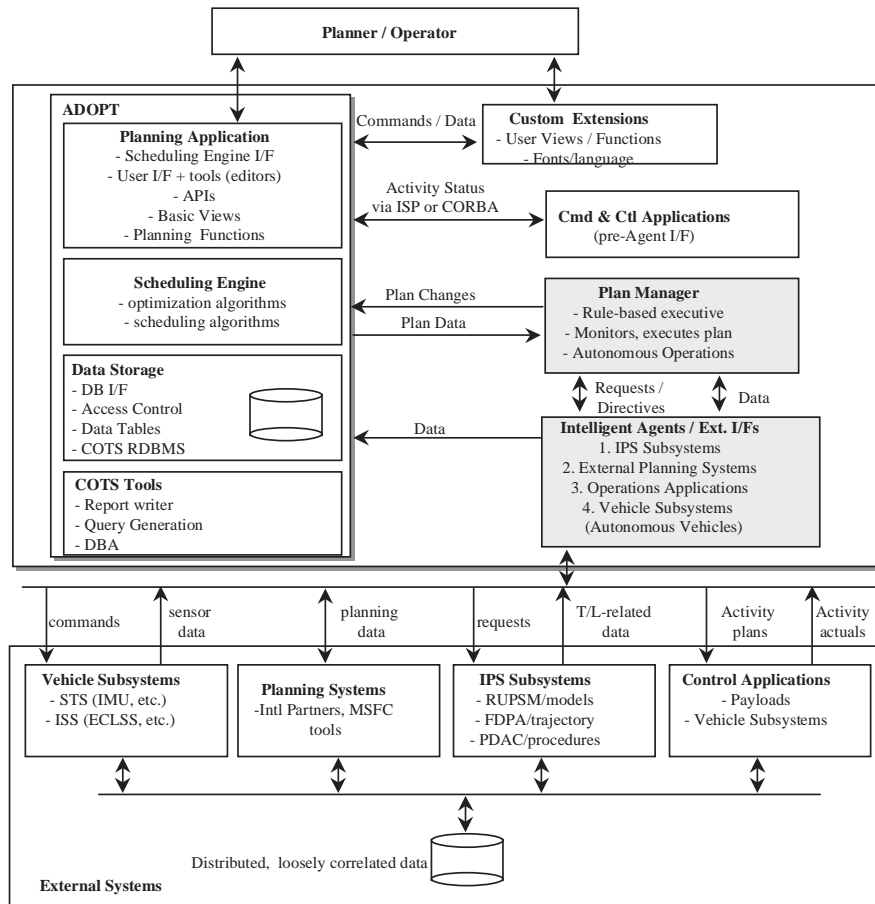 Planner / Operator
ADOPT
Planning Application
- Scheduling Engine I/F
- User I/F + tools (editors)
- APIs
- Basic Views
- Planning Functions
Scheduling Engine
- optimization algorithms
- scheduling algorithms
Data Storage
- DB I/F
- Access Control
- Data Tables
- COTS RDBMS
COTS Tools
- Report writer
- Query Generation
- DBA
Commands / Data
Custom Extensions
- User Views / Functions
- Fonts/language
Activity Status
via ISP or CORBA
Cmd & Ctl Applications
(pre-Agent I/F)
Plan Changes
Plan Data
Plan Manager
- Rule-based executive
- Monitors, executes plan
- Autonomous Operations
Requests /
Directives
Data
Data
Intelligent Agents / Ext. I/Fs
1. IPS Subsystems
2. External Planning Systems
3. Operations Applications
4. Vehicle Subsystems
(Autonomous Vehicles)
commands
sensor
data
planning
data
requests
T/L-related
data
Activity
plans
Activity
actuals
Vehicle Subsystems
- STS (IMU, etc.)
- ISS (ECLSS, etc.)
Planning Systems
-Intl Partners, MSFC
tools
IPS Subsystems
- RUPSM/models
- FDPA/trajectory
- PDAC/procedures
Control Applications
- Payloads
- Vehicle Subsystems
Distributed, loosely correlated data
External Systems